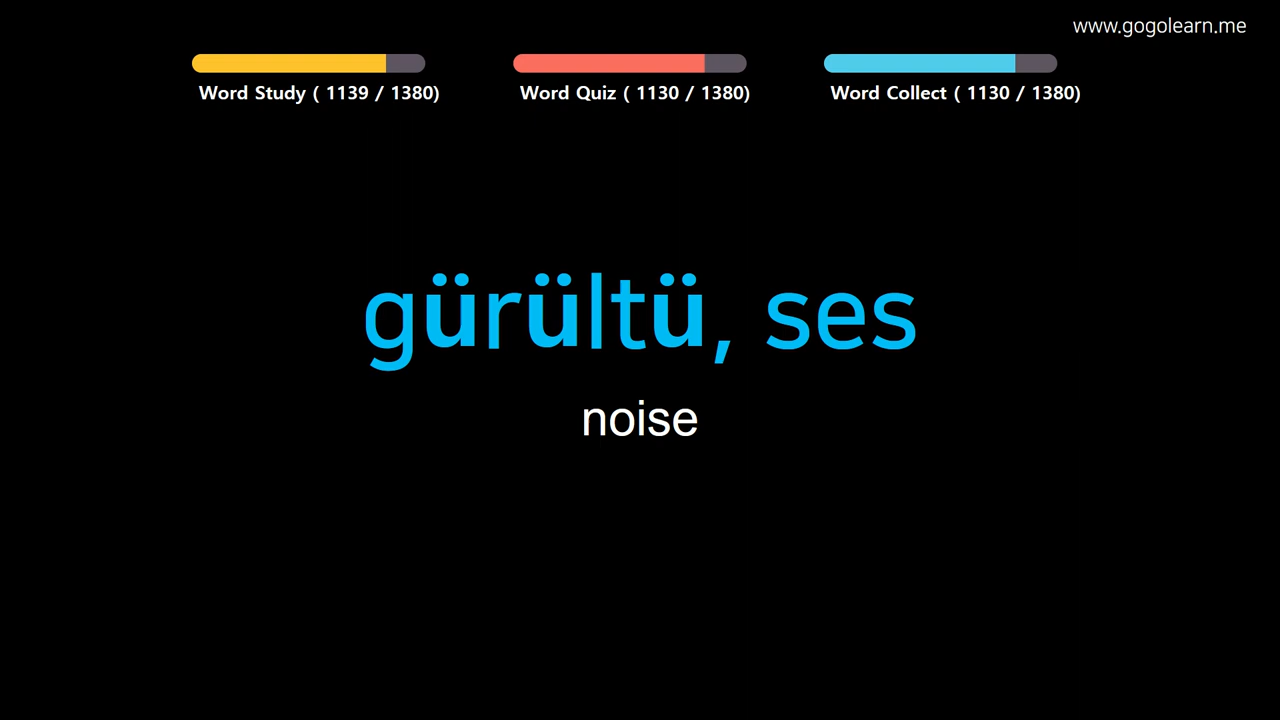 www.gogolearn.me
Word Study ( 1139 / 1380)
Word Quiz ( 1130 / 1380)
Word Collect ( 1130 / 1380)
gürültü, ses
noise